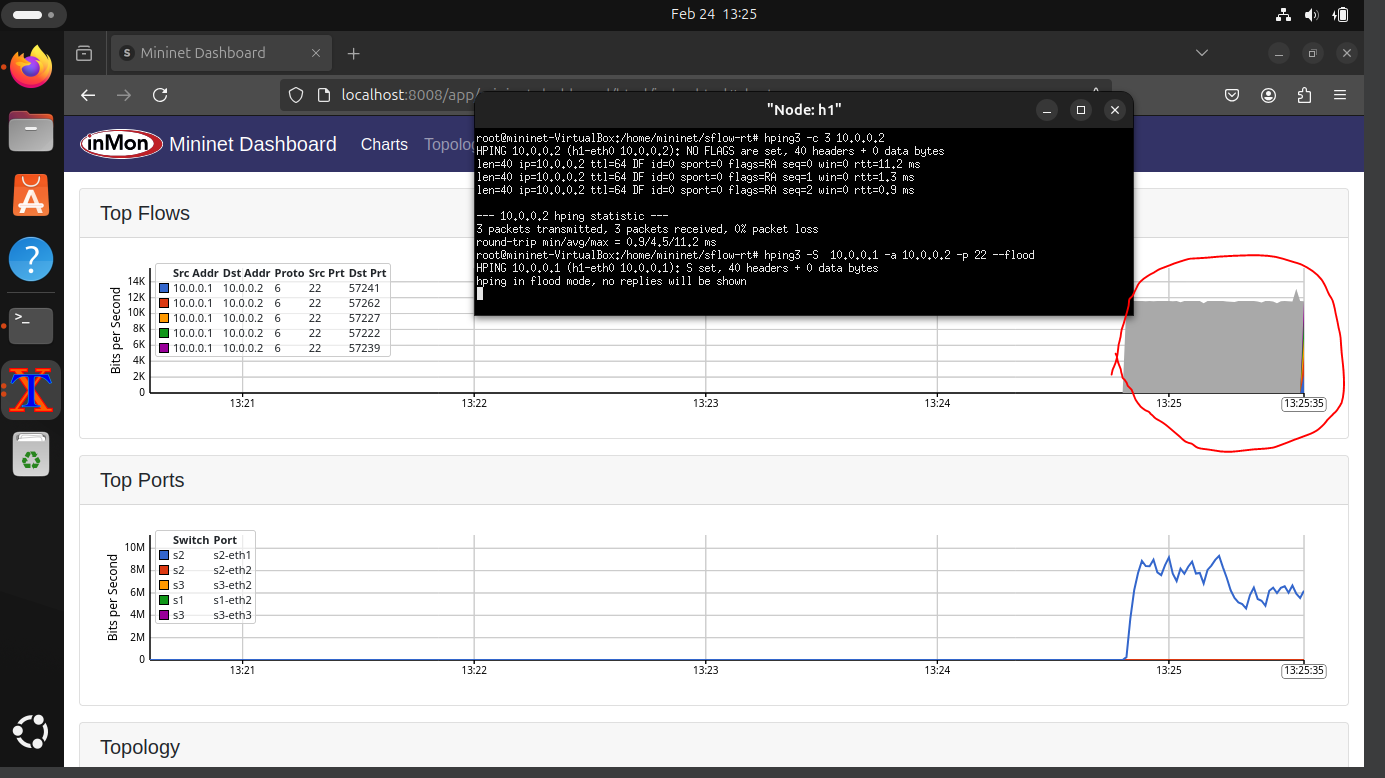 Feb 24 13:25
S Mininet Dashboard
localhost:8008/app/
"Node: h1"
inMon Mininet Dashboard Charts
root@mininet-VirtualBox:/home/mininet/sflow-rt# hping3 -c 3 10.0.0.2
HPING 10.0.0.2 (h1-eth0 10.0.0.2): NO FLAGS are set, 40 headers + 0 data bytes
len=40 ip=10.0.0.2 ttl=64 DF id=0 sport=0 flags=RA seq=0 win=0 rtt=11.2 ms
len=40 ip=10.0.0.2 ttl=64 DF id=0 sport=0 flags=RA seq=1 win=0 rtt=1.3 ms
len=40 ip=10.0.0.2 ttl=64 DF id=0 sport=0 flags=RA seq=2 win=0 rtt=0.9 ms
--- 10.0.0.2 hping statistic ---
3 packets transmitted, 3 packets received, 0% packet loss
round-trip min/avg/max = 0.9/4.5/11.2 ms
root@mininet-VirtualBox:/home/mininet/sflow-rt# hping3 -S  10.0.0.1 -a 10.0.0.2 -p 22 --flood
HPING 10.0.0.1 (h1-eth0 10.0.0.1): S set, 40 headers + 0 data bytes
hping in flood mode, no replies will be shown
Top Flows
Bits per Second
14K
12K
10K
8K
6K
4K
2K
0
Src Addr Dst Addr Proto Src Prt Dst Prt
10.0.0.1 10.0.0.2 6 22 57241
10.0.0.1 10.0.0.2 6 22 57262
10.0.0.1 10.0.0.2 6 22 57227
10.0.0.1 10.0.0.2 6 22 57222
10.0.0.1 10.0.0.2 6 22 57239
13:21 13:22 13:23 13:24 13:25 13:25:35
Top Ports
Bits per Second
10M
8M
6M
4M
2M
0
Switch Port
s2 s2-eth1
s2 s2-eth2
s3 s3-eth2
s1 s1-eth2
s3 s3-eth3
13:21 13:22 13:23 13:24 13:25 13:25:35
Topology